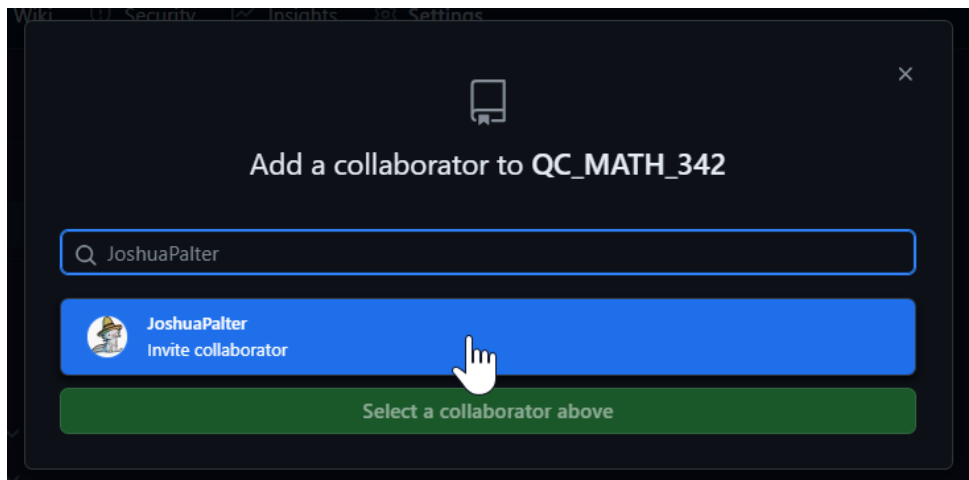 Wiki Security Insights Settings
Add a collaborator to QC_MATH_342
JoshuaPalter
JoshuaPalter
Invite collaborator
Select a collaborator above